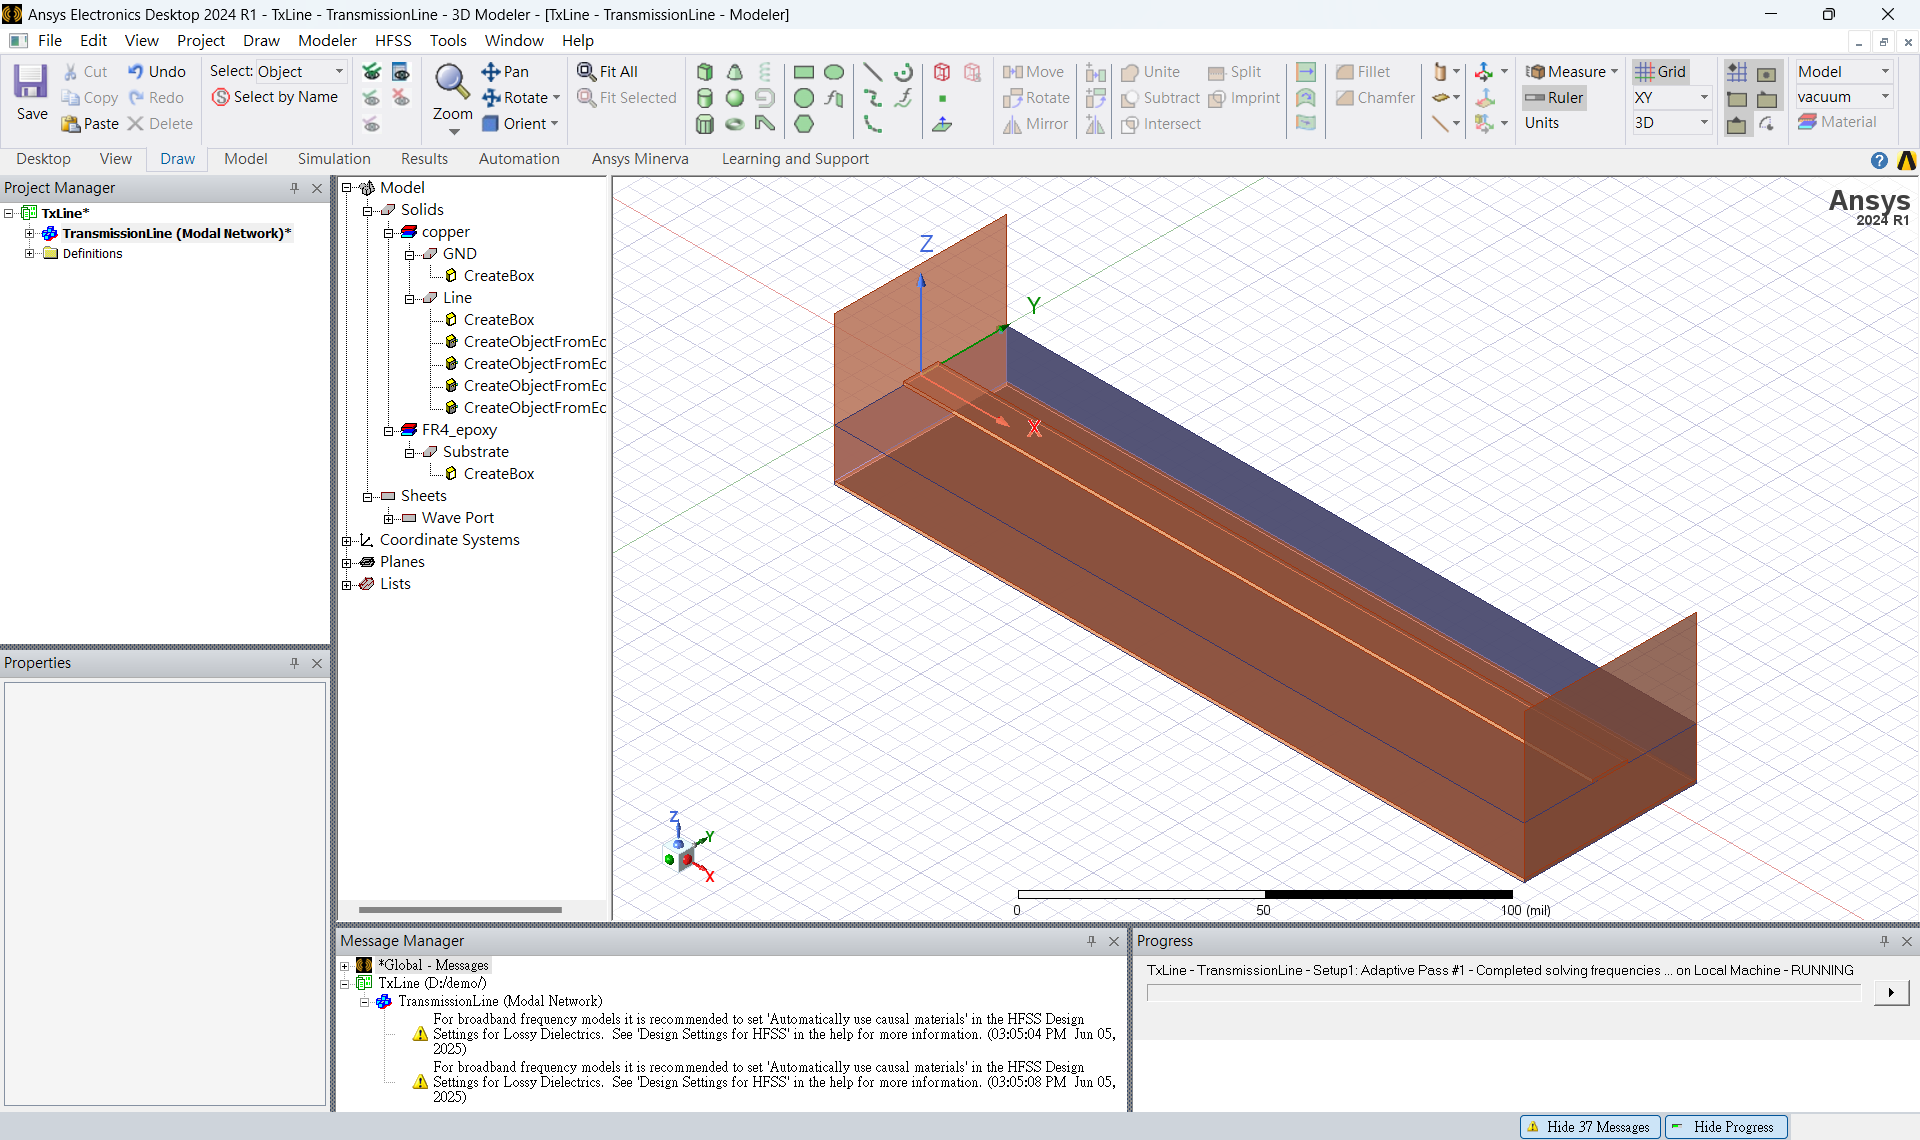 Ansys Electronics Desktop 2024 R1 - TxLine - TransmissionLine - 3D Modeler - [TxLine - TransmissionLine - Modeler]
File Edit View Project Draw Modeler HFSS Tools Window Help
Save
Cut
Copy
Paste
Undo
Redo
Delete
Select: Object
Select by Name
Zoom
Pan
Rotate
Orient
Fit All
Fit Selected
Move
Rotate
Mirror
Unite
Subtract
Intersect
Split
Imprint
Fillet
Chamfer
Measure
Ruler
Units
Grid
XY
3D
Model
vacuum
Material
Desktop View Draw Model Simulation Results Automation Ansys Minerva Learning and Support
Project Manager
TxLine*
TransmissionLine (Modal Network)*
Definitions
Properties
Model
Solids
copper
GND
CreateBox
Line
CreateBox
CreateObjectFromEc
CreateObjectFromEc
CreateObjectFromEc
CreateObjectFromEc
FR4_epoxy
Substrate
CreateBox
Sheets
Wave Port
Coordinate Systems
Planes
Lists
Ansys
2024 R1
Z
Y
X
Z
Y
X
0 50 100 (mil)
Message Manager
*Global - Messages
TxLine (D:/demo/)
TransmissionLine (Modal Network)
For broadband frequency models it is recommended to set 'Automatically use causal materials' in the HFSS Design
Settings for Lossy Dielectrics. See 'Design Settings for HFSS' in the help for more information. (03:05:04 PM Jun 05,
2025)
For broadband frequency models it is recommended to set 'Automatically use causal materials' in the HFSS Design
Settings for Lossy Dielectrics. See 'Design Settings for HFSS' in the help for more information. (03:05:08 PM Jun 05,
2025)
Progress
TxLine - TransmissionLine - Setup1: Adaptive Pass #1 - Completed solving frequencies ... on Local Machine - RUNNING
Hide 37 Messages
Hide Progress